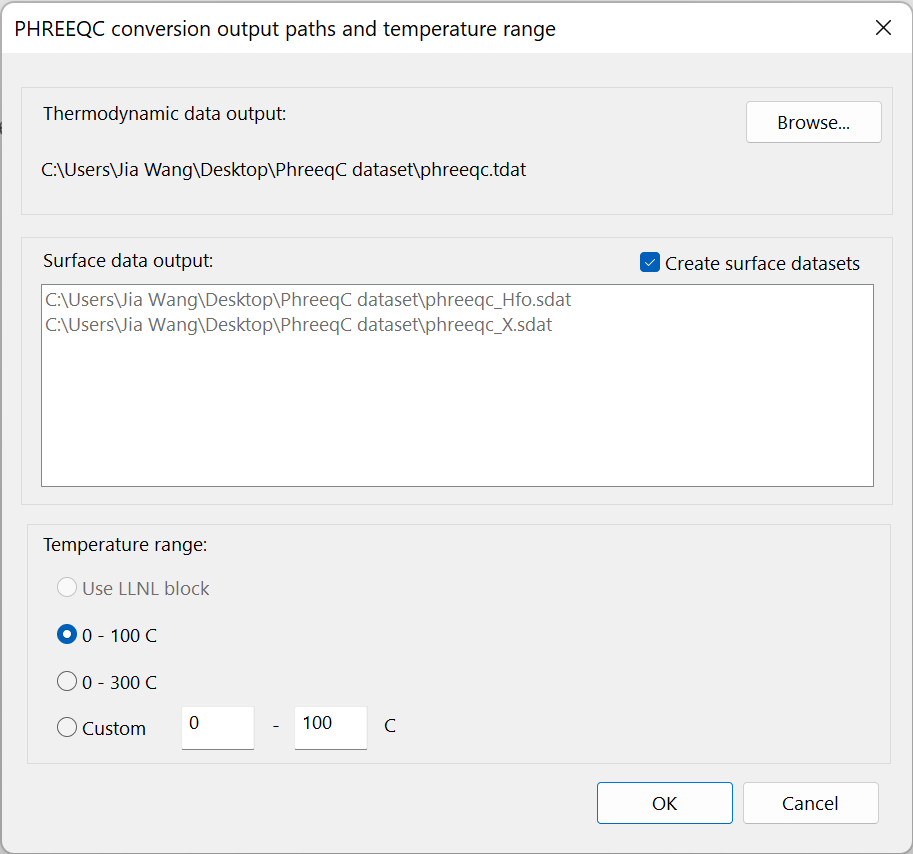 PHREEQC conversion output paths and temperature range
Thermodynamic data output:
Browse...
C:\Users\Jia Wang\Desktop\PhreeqC dataset\phreeqc.tdat
Surface data output:
Create surface datasets
C:\Users\Jia Wang\Desktop\PhreeqC dataset\phreeqc_Hfo.sdat
C:\Users\Jia Wang\Desktop\PhreeqC dataset\phreeqc_X.sdat
Temperature range:
Use LLNL block
0 - 100 C
0 - 300 C
Custom 0 - 100 C
OK Cancel